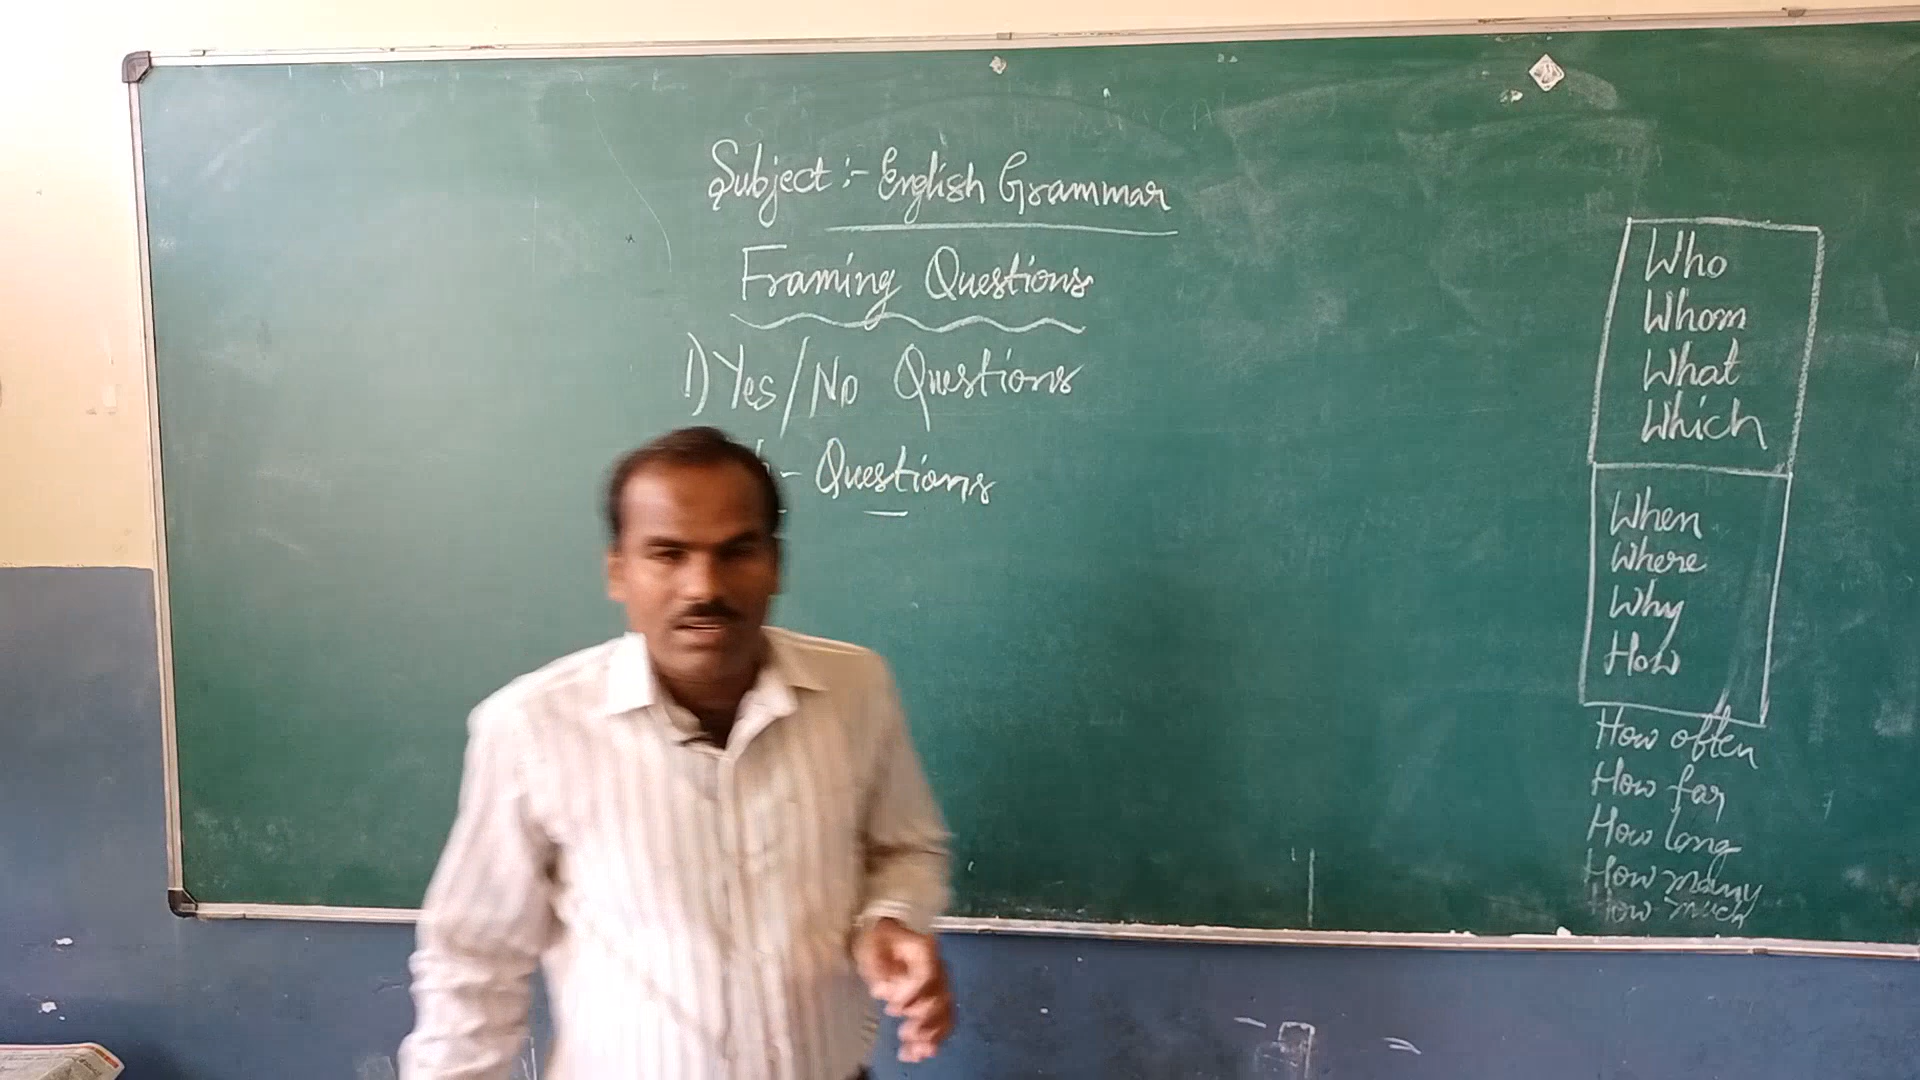 Subject :- English Grammar
Framing Questions
1) Yes/No Questions
- Questions
Who
Whom
What
Which
When
Where
Why
How
How often
How far
How long
How many
How much